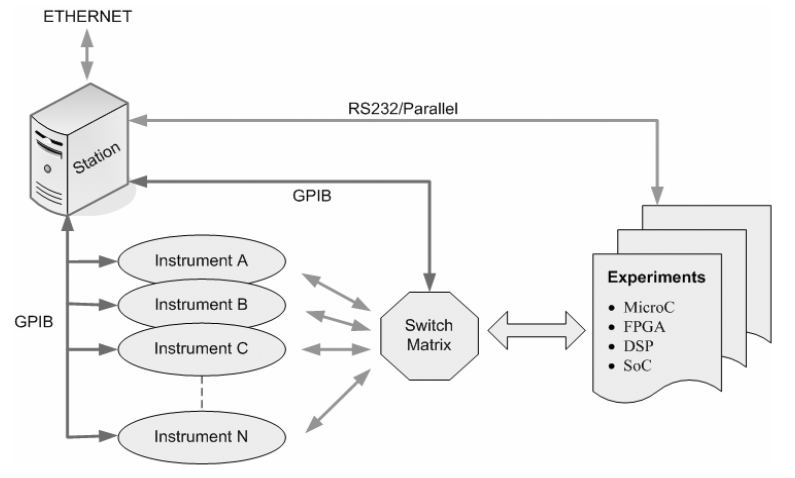 ETHERNET
RS232/Parallel
Station
GPIB
Instrument A
Instrument B
Instrument C
Instrument N
GPIB
Switch
Matrix
Experiments
• MicroC
• FPGA
• DSP
• SoC